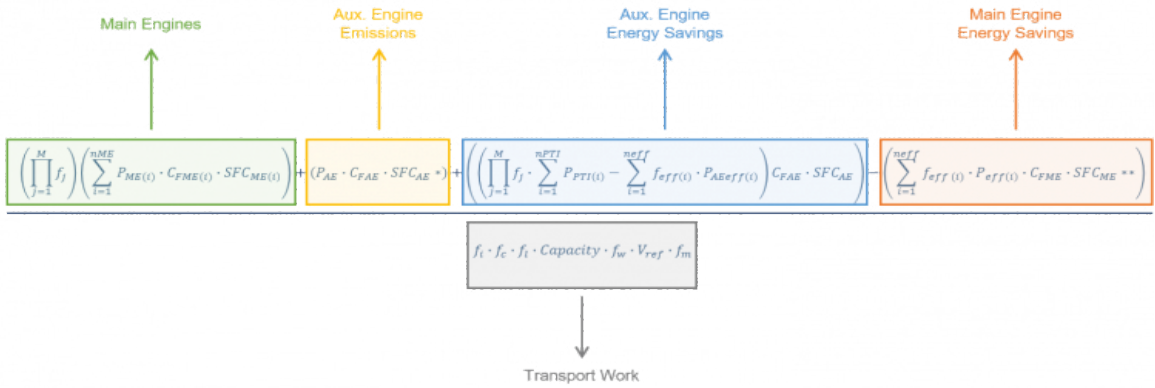 Main Engines
Aux. Engine
Emissions
Aux. Engine
Energy Savings
Main Engine
Energy Savings
(∏_{j=1}^{M} f_j)(∑_{i=1}^{nME} P_{ME(i)} · C_{FME(i)} · SFC_{ME(i)}) + (P_{AE} · C_{FAE} · SFC_{AE} *) + ((∏_{j=1}^{M} f_j · ∑_{i=1}^{nPTI} P_{PTI(i)} − ∑_{i=1}^{neff} f_{eff(i)} · P_{AEeff(i)}) C_{FAE} · SFC_{AE}) − (∑_{i=1}^{neff} f_{eff(i)} · P_{eff(i)} · C_{FME} · SFC_{ME} **)
f_i · f_c · f_l · Capacity · f_w · V_{ref} · f_m
Transport Work